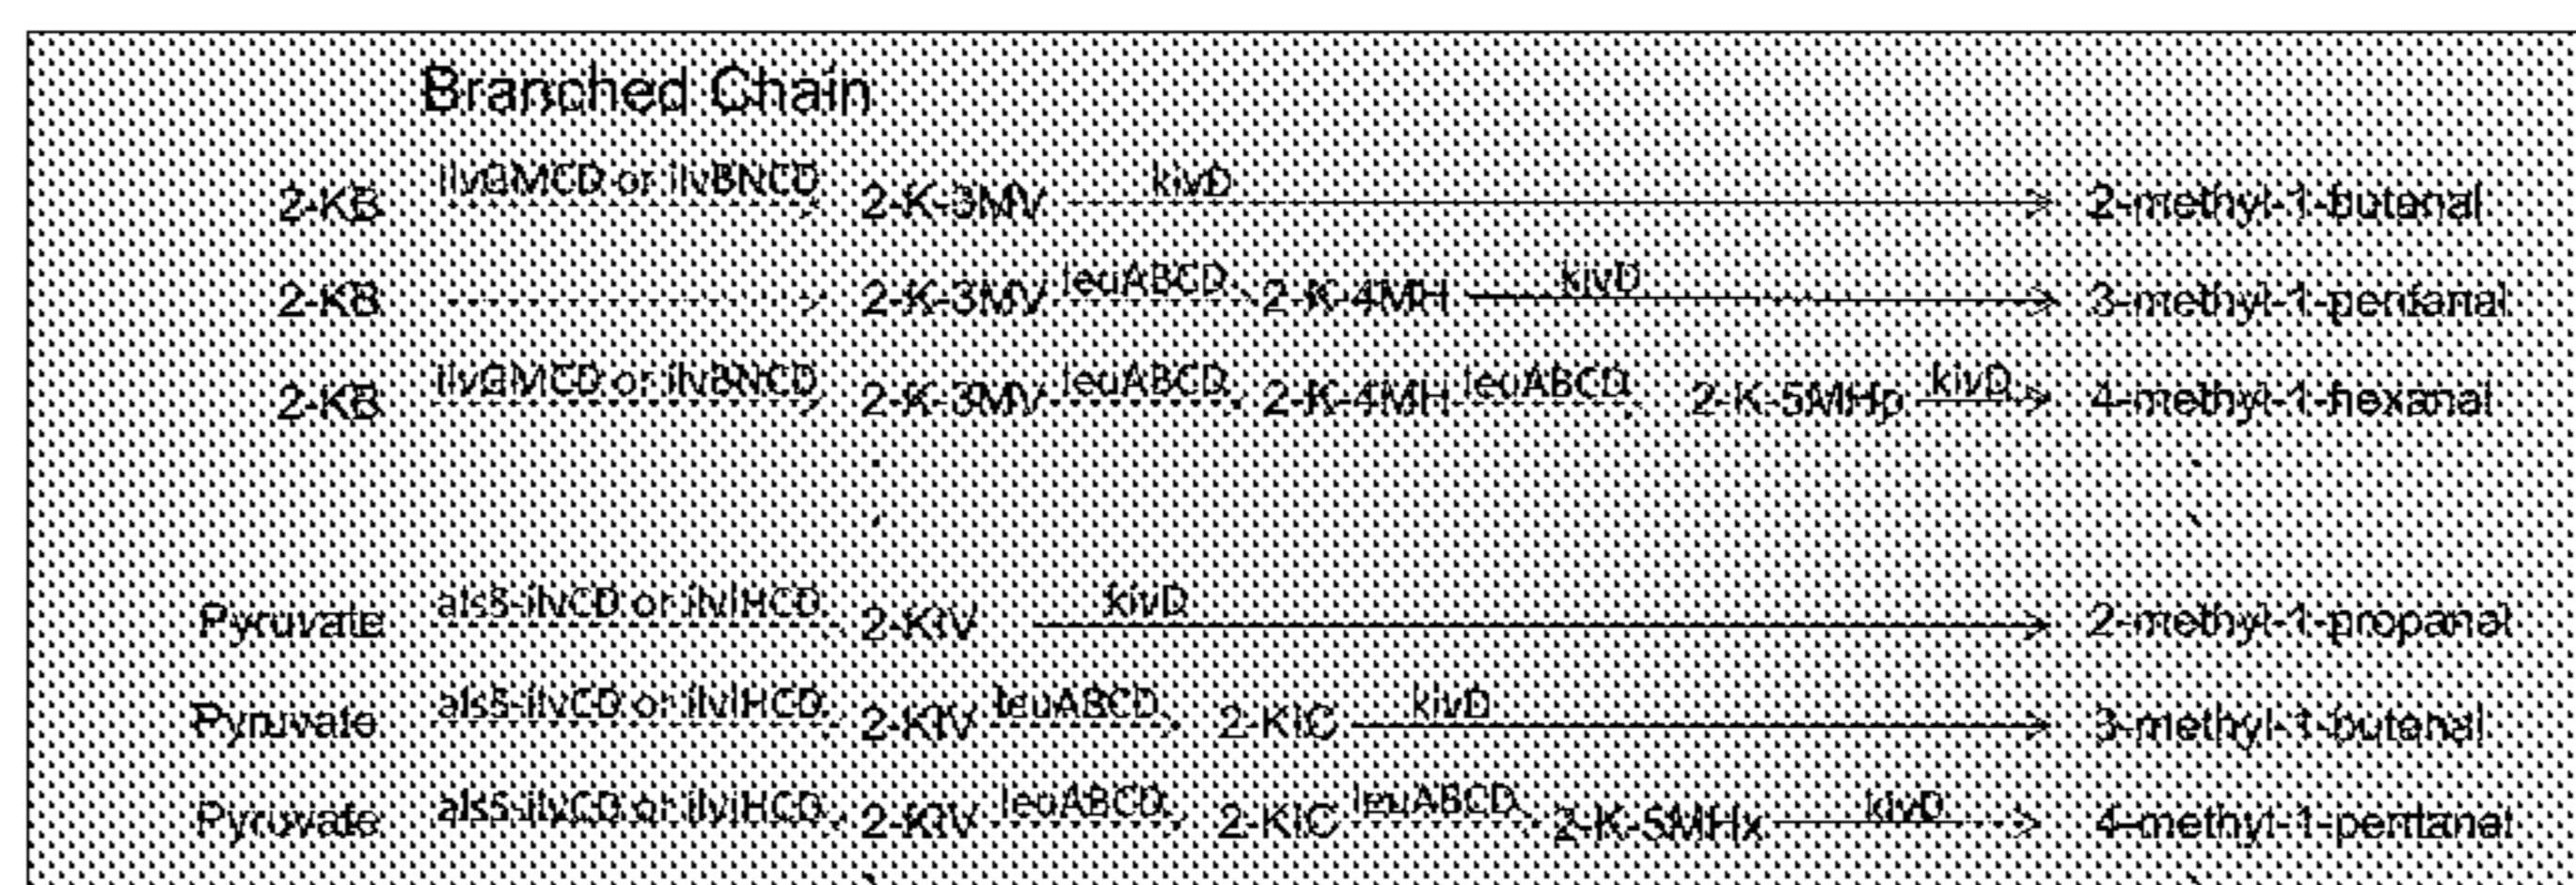 Branched Chain
2-KB ilvGMCD or ilvBNCD 2-K-3MV kivD 2-methyl-1-butanal
2-KB 2-K-3MV leuABCD 2-K-4MH kivD 3-methyl-1-pentanal
2-KB ilvGMCD or ilvBNCD 2-K-3MV leuABCD 2-K-4MH leuABCD 2-K-5MHp kivD 4-methyl-1-hexanal
Pyruvate alsS-ilvCD or ilvIHCD 2-KIV kivD 2-methyl-1-propanal
Pyruvate alsS-ilvCD or ilvIHCD 2-KIV leuABCD 2-KIC kivD 3-methyl-1-butanal
Pyruvate alsS-ilvCD or ilvIHCD 2-KIV leuABCD 2-KIC leuABCD 2-K-5MHx kivD 4-methyl-1-pentanal